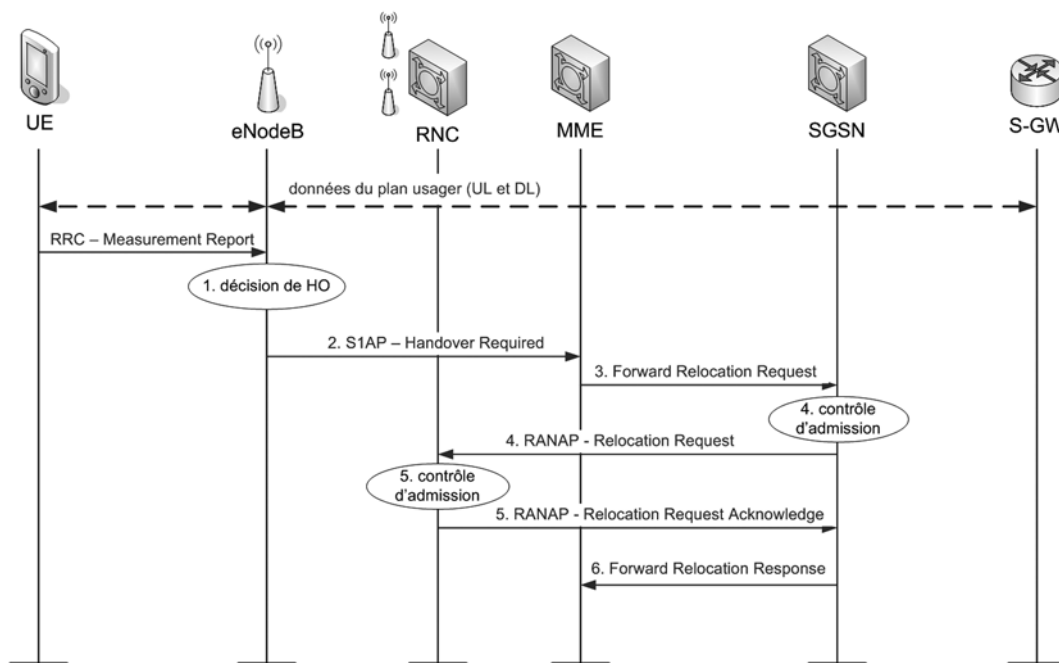 UE
eNodeB
RNC
MME
SGSN
S-GW
données du plan usager (UL et DL)
RRC – Measurement Report
1. décision de HO
2. S1AP – Handover Required
3. Forward Relocation Request
4. contrôle
d'admission
4. RANAP - Relocation Request
5. contrôle
d'admission
5. RANAP - Relocation Request Acknowledge
6. Forward Relocation Response